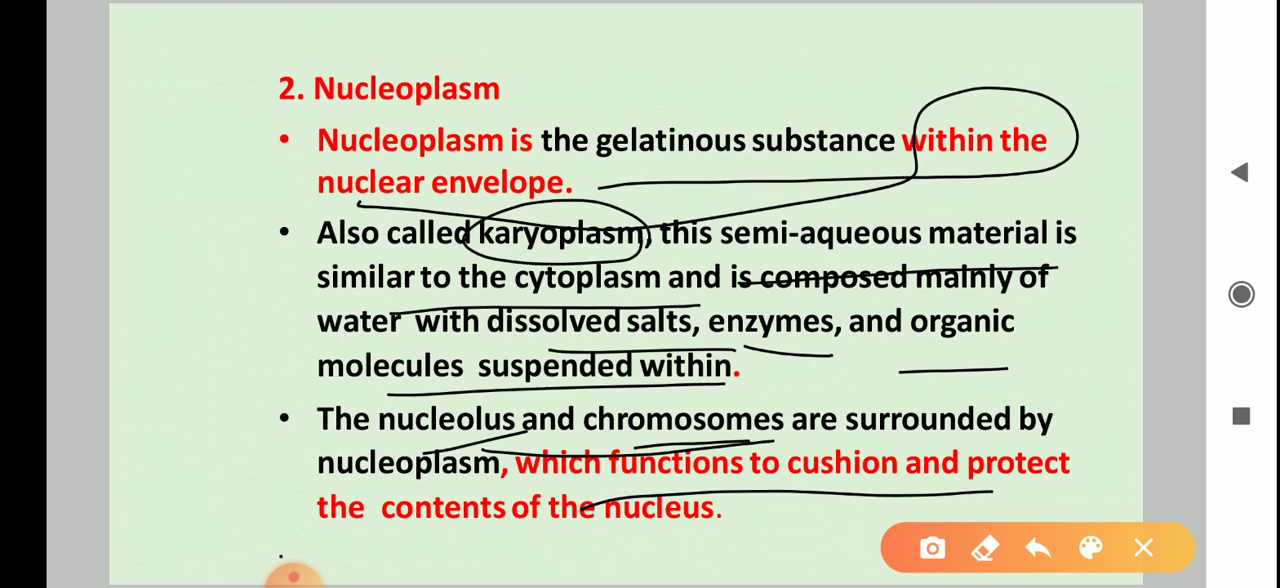 2. Nucleoplasm
• Nucleoplasm is the gelatinous substance within the
nuclear envelope.
• Also called karyoplasm, this semi-aqueous material is
similar to the cytoplasm and is composed mainly of
water with dissolved salts, enzymes, and organic
molecules suspended within.
• The nucleolus and chromosomes are surrounded by
nucleoplasm, which functions to cushion and protect
the contents of the nucleus.
.